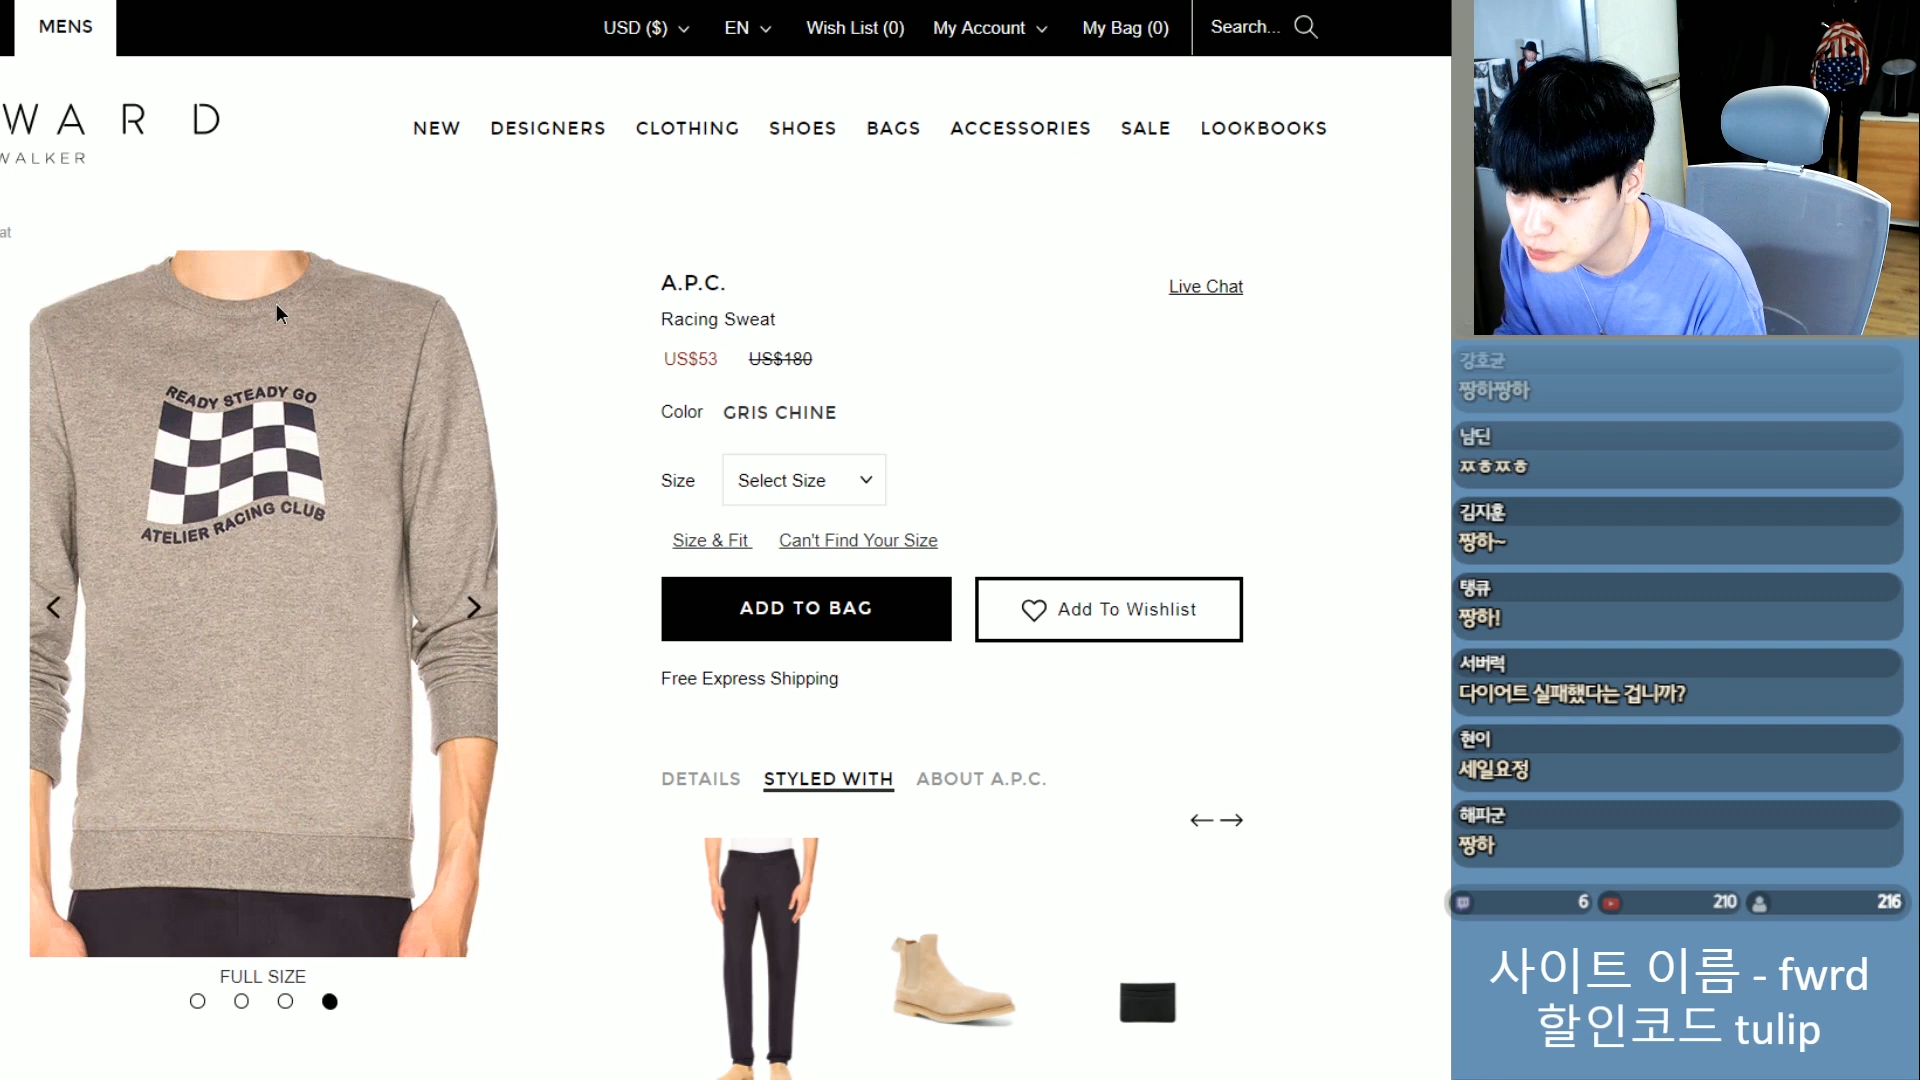 MENS
USD ($)
EN
Wish List (0)
My Account
My Bag (0)
Search...
WARD
WALKER
NEW
DESIGNERS
CLOTHING
SHOES
BAGS
ACCESSORIES
SALE
LOOKBOOKS
at
READY STEADY GO
ATELIER RACING CLUB
FULL SIZE
A.P.C.
Live Chat
Racing Sweat
US$53 US$180
Color GRIS CHINE
Size Select Size
Size & Fit Can't Find Your Size
ADD TO BAG
Add To Wishlist
Free Express Shipping
DETAILS STYLED WITH ABOUT A.P.C.
강호균
짱하짱하
남딘
ㅉㅎㅉㅎ
김지훈
짱하~
탱큐
짱하!
서버럭
다이어트 실패했다는 겁니까?
현이
세일요정
해피군
짱하
6 210 216
사이트 이름 - fwrd
할인코드 tulip